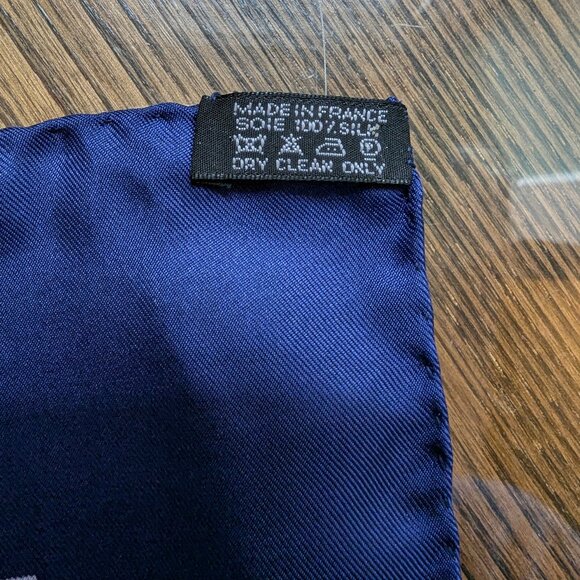 MADE IN FRANCE
SOIE 100% SILK
DRY CLEAN ONLY